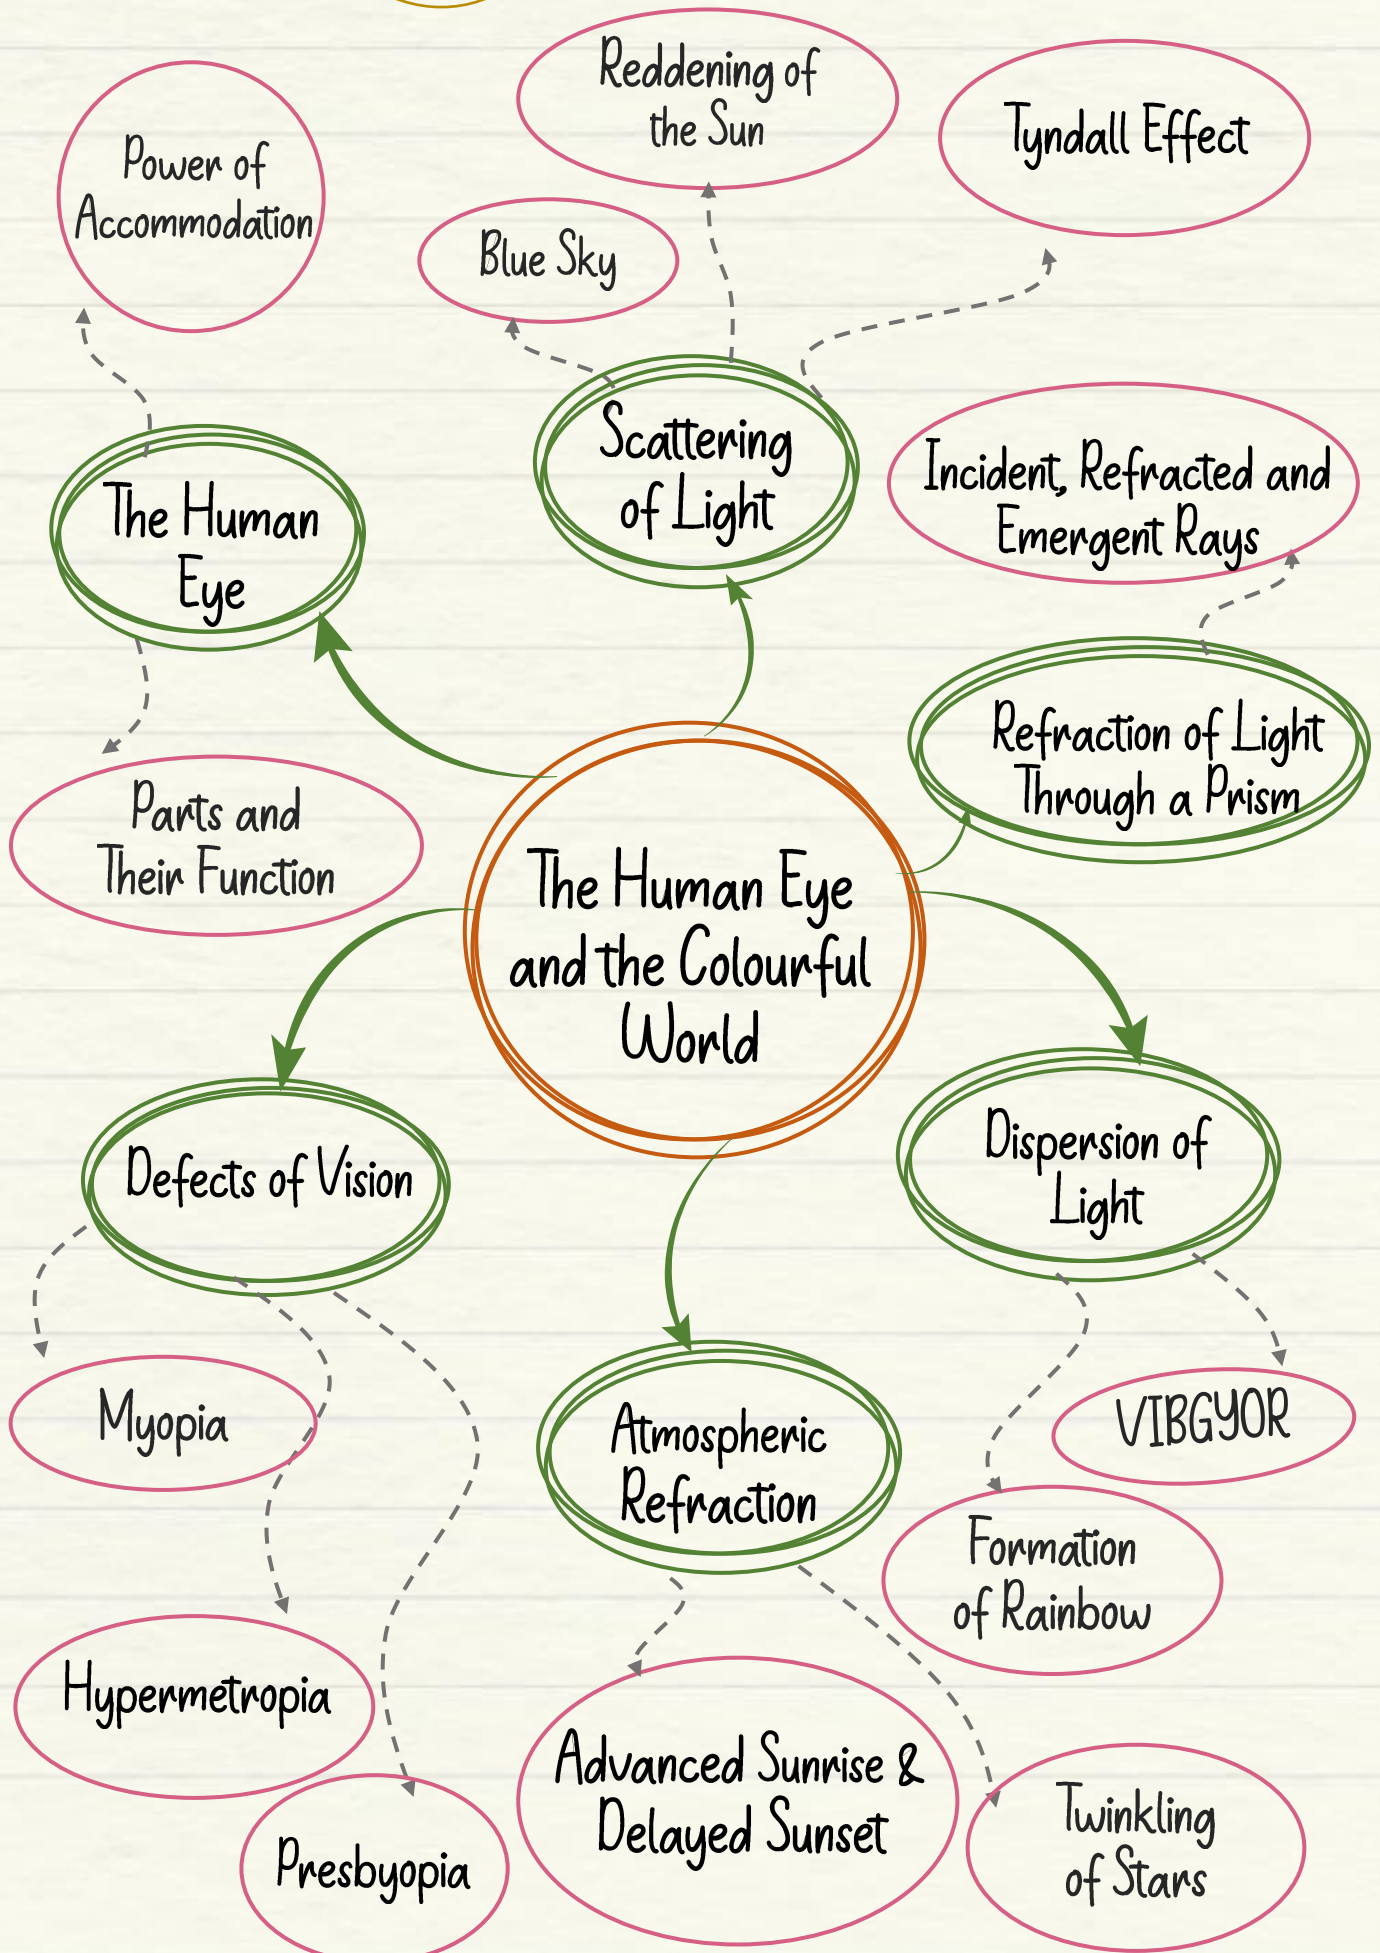 Reddening of
the Sun
Tyndall Effect
Power of
Accommodation
Blue Sky
Scattering
of Light
Incident, Refracted and
Emergent Rays
The Human
Eye
Refraction of Light
Through a Prism
Parts and
Their Function
The Human Eye
and the Colourful
World
Defects of Vision
Dispersion of
Light
Myopia
Atmospheric
Refraction
VIBGYOR
Formation
of Rainbow
Hypermetropia
Advanced Sunrise &
Delayed Sunset
Twinkling
of Stars
Presbyopia